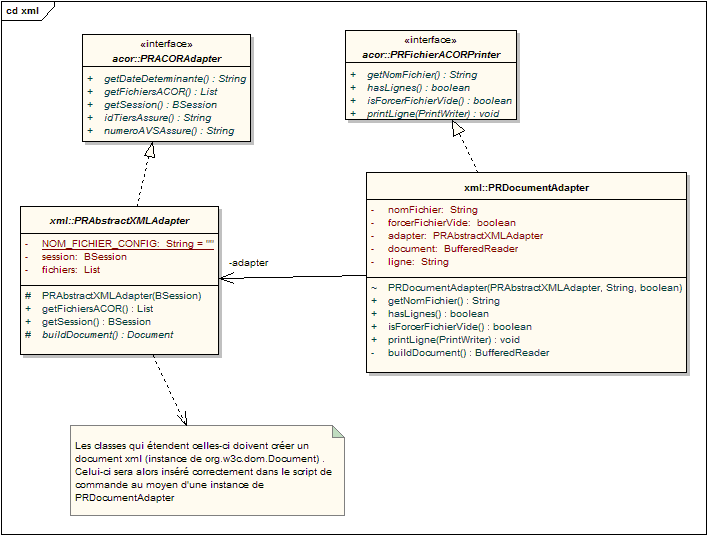 cd xml
«interface»
acor::PRACORAdapter
+ getDateDeterminante() : String
+ getFichiersACOR() : List
+ getSession() : BSession
+ idTiersAssure() : String
+ numeroAVSAssure() : String
«interface»
acor::PRFichierACORPrinter
+ getNomFichier() : String
+ hasLignes() : boolean
+ isForcerFichierVide() : boolean
+ printLigne(PrintWriter) : void
xml::PRAbstractXMLAdapter
- NOM_FICHIER_CONFIG: String = ""
- session: BSession
- fichiers: List
# PRAbstractXMLAdapter(BSession)
+ getFichiersACOR() : List
+ getSession() : BSession
# buildDocument() : Document
-adapter
xml::PRDocumentAdapter
- nomFichier: String
- forcerFichierVide: boolean
- adapter: PRAbstractXMLAdapter
- document: BufferedReader
- ligne: String
~ PRDocumentAdapter(PRAbstractXMLAdapter, String, boolean)
+ getNomFichier() : String
+ hasLignes() : boolean
+ isForcerFichierVide() : boolean
+ printLigne(PrintWriter) : void
- buildDocument() : BufferedReader
Les classes qui étendent celles-ci doivent créer un
document xml (instance de org.w3c.dom.Document) .
Celui-ci sera alors inséré correctement dans le script de
commande au moyen d'une instance de
PRDocumentAdapter